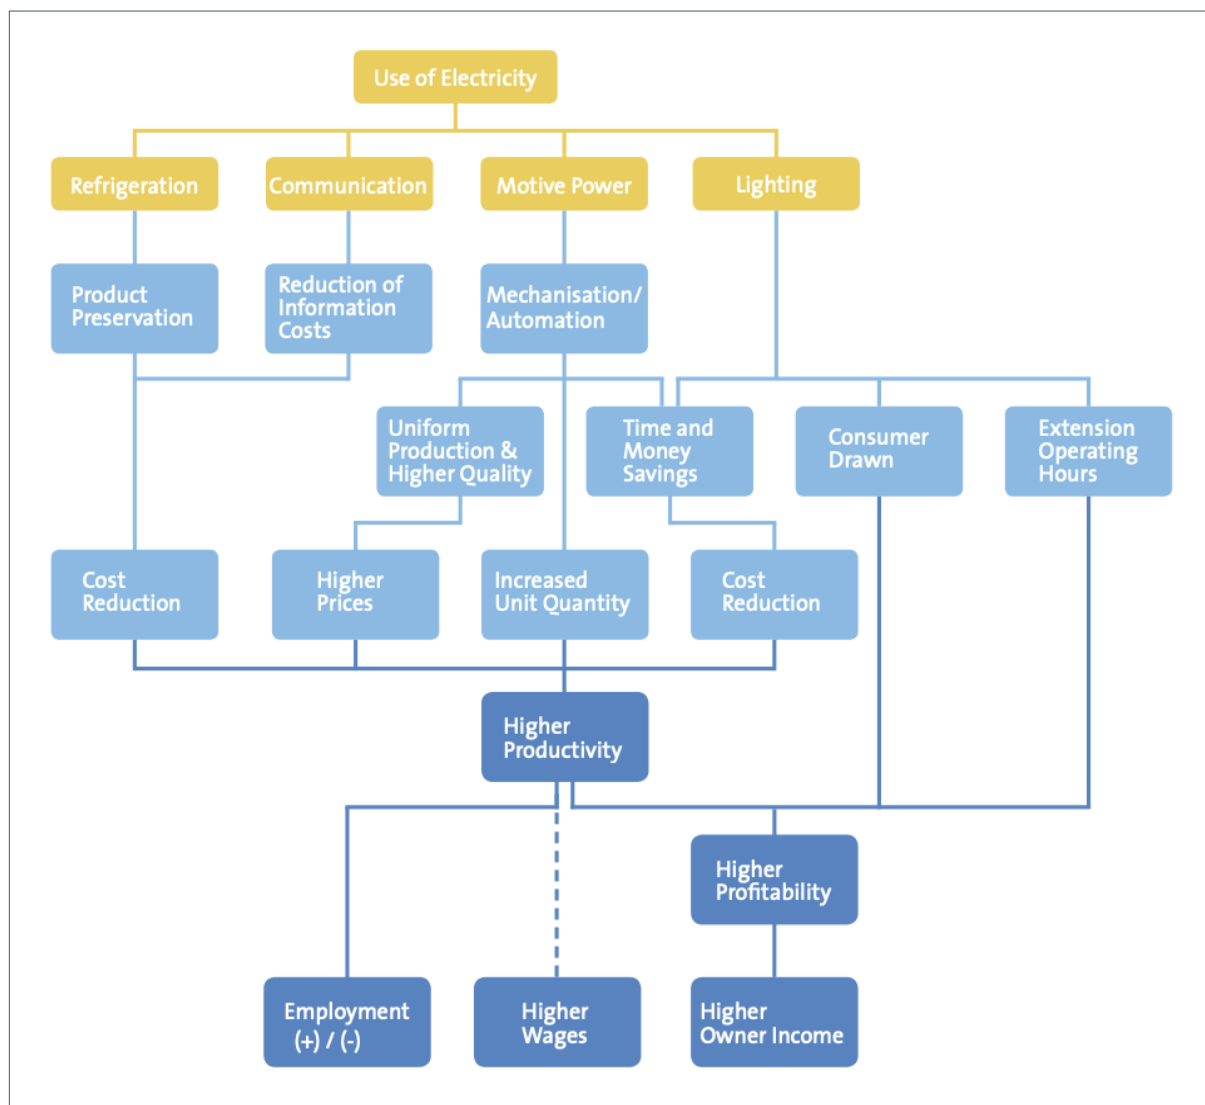 Use of Electricity
Refrigeration
Communication
Motive Power
Lighting
Product
Preservation
Reduction of
Information
Costs
Mechanisation/
Automation
Uniform
Production &
Higher Quality
Time and
Money
Savings
Consumer
Drawn
Extension
Operating
Hours
Cost
Reduction
Higher
Prices
Increased
Unit Quantity
Cost
Reduction
Higher
Productivity
Higher
Profitability
Employment
(+) / (-)
Higher
Wages
Higher
Owner Income